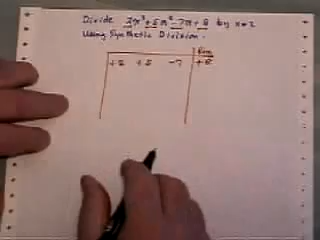 Divide 2x³+5x²-7x+8 by x-2
Using Synthetic Division.
Rem
+2 +5 -7 +8